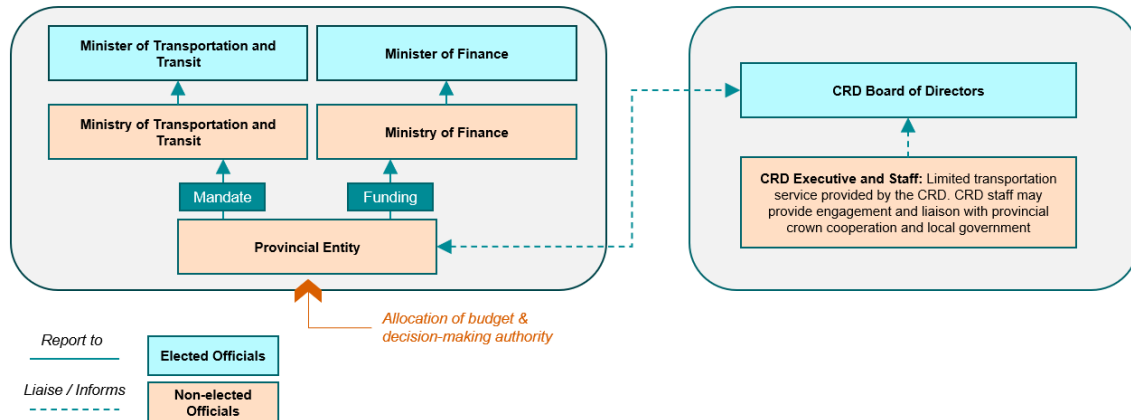 Minister of Transportation and
Transit
Minister of Finance
Ministry of Transportation and
Transit
Ministry of Finance
Mandate
Funding
Provincial Entity
CRD Board of Directors
CRD Executive and Staff: Limited transportation
service provided by the CRD. CRD staff may
provide engagement and liaison with provincial
crown cooperation and local government
Allocation of budget &
decision-making authority
Report to
Elected Officials
Liaise / Informs
Non-elected
Officials